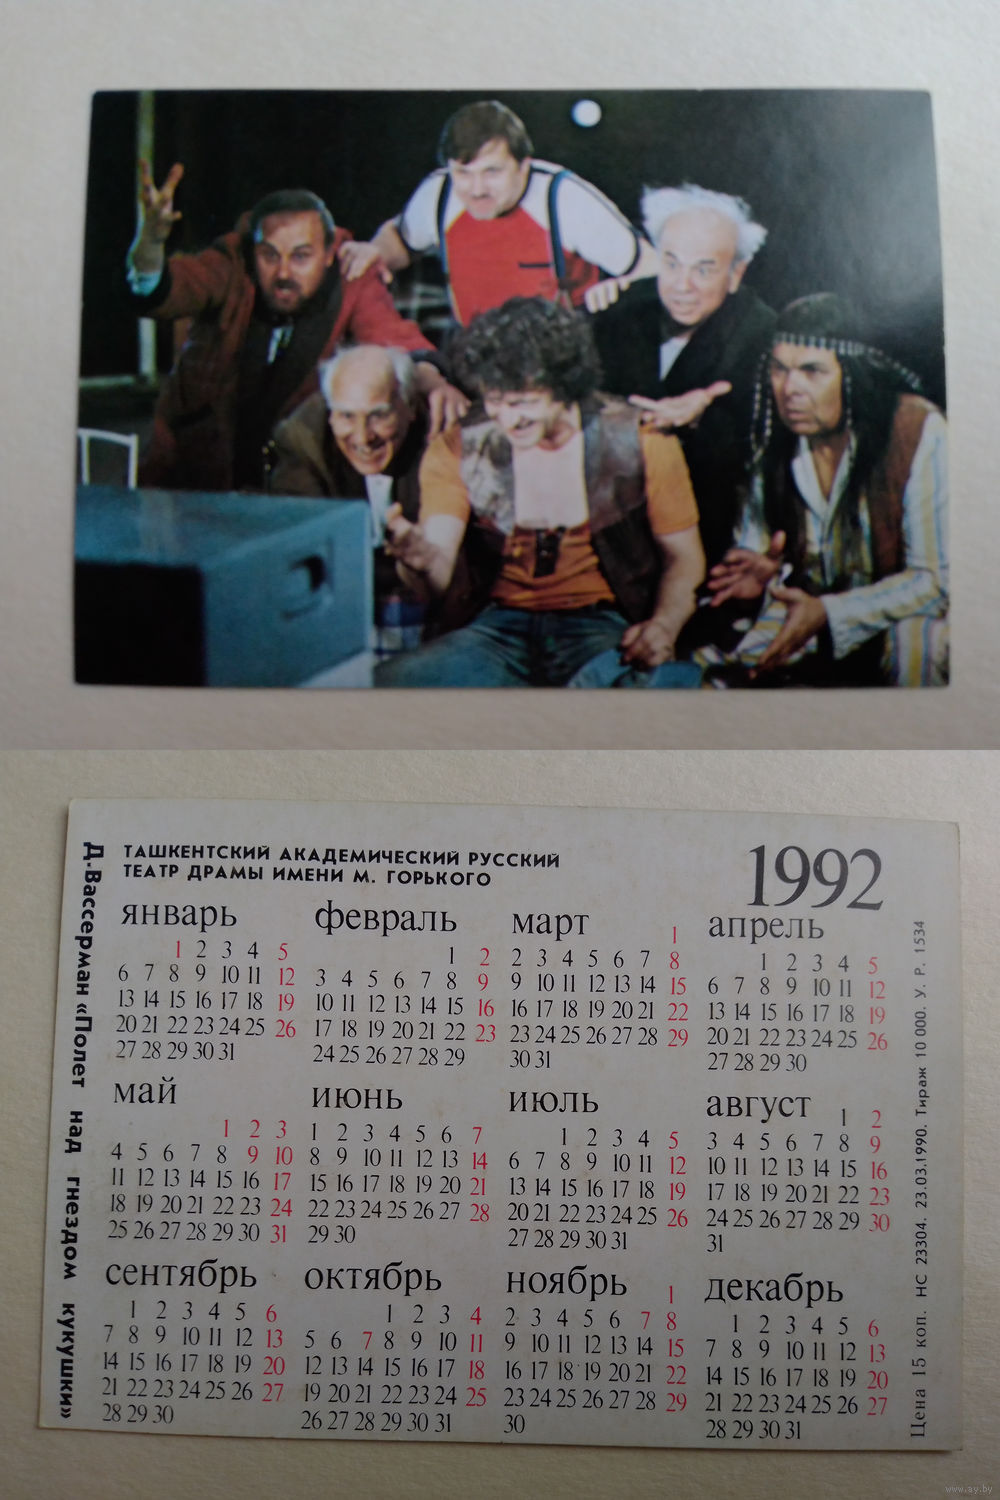 ТАШКЕНТСКИЙ АКАДЕМИЧЕСКИЙ РУССКИЙ
ТЕАТР ДРАМЫ ИМЕНИ М. ГОРЬКОГО
1992
Д.Вассерман «Полет над гнездом кукушки»
январь
1 2 3 4 5
6 7 8 9 10 11 12
13 14 15 16 17 18 19
20 21 22 23 24 25 26
27 28 29 30 31
февраль
1 2
3 4 5 6 7 8 9
10 11 12 13 14 15 16
17 18 19 20 21 22 23
24 25 26 27 28 29
март
1
2 3 4 5 6 7 8
9 10 11 12 13 14 15
16 17 18 19 20 21 22
23 24 25 26 27 28 29
30 31
апрель
1 2 3 4 5
6 7 8 9 10 11 12
13 14 15 16 17 18 19
20 21 22 23 24 25 26
27 28 29 30
май
1 2 3
4 5 6 7 8 9 10
11 12 13 14 15 16 17
18 19 20 21 22 23 24
25 26 27 28 29 30 31
июнь
1 2 3 4 5 6 7
8 9 10 11 12 13 14
15 16 17 18 19 20 21
22 23 24 25 26 27 28
29 30
июль
1 2 3 4 5
6 7 8 9 10 11 12
13 14 15 16 17 18 19
20 21 22 23 24 25 26
27 28 29 30 31
август
1 2
3 4 5 6 7 8 9
10 11 12 13 14 15 16
17 18 19 20 21 22 23
24 25 26 27 28 29 30
31
сентябрь
1 2 3 4 5 6
7 8 9 10 11 12 13
14 15 16 17 18 19 20
21 22 23 24 25 26 27
28 29 30
октябрь
1 2 3 4
5 6 7 8 9 10 11
12 13 14 15 16 17 18
19 20 21 22 23 24 25
26 27 28 29 30 31
ноябрь
1
2 3 4 5 6 7 8
9 10 11 12 13 14 15
16 17 18 19 20 21 22
23 24 25 26 27 28 29
30
декабрь
1 2 3 4 5 6
7 8 9 10 11 12 13
14 15 16 17 18 19 20
21 22 23 24 25 26 27
28 29 30 31
Цена 15 коп. НС 23304. 23.03.1990. Тираж 10 000. У. Р. 1534
www.ay.by